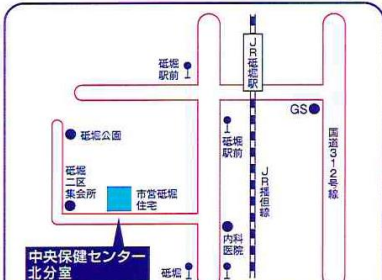 砥堀
駅前
JR砥堀駅
GS
砥堀公園
砥堀
駅前
国道312号線
砥堀
二区
集会所
市営砥堀
住宅
JR播但線
中央保健センター
北分室
内科
医院
砥堀